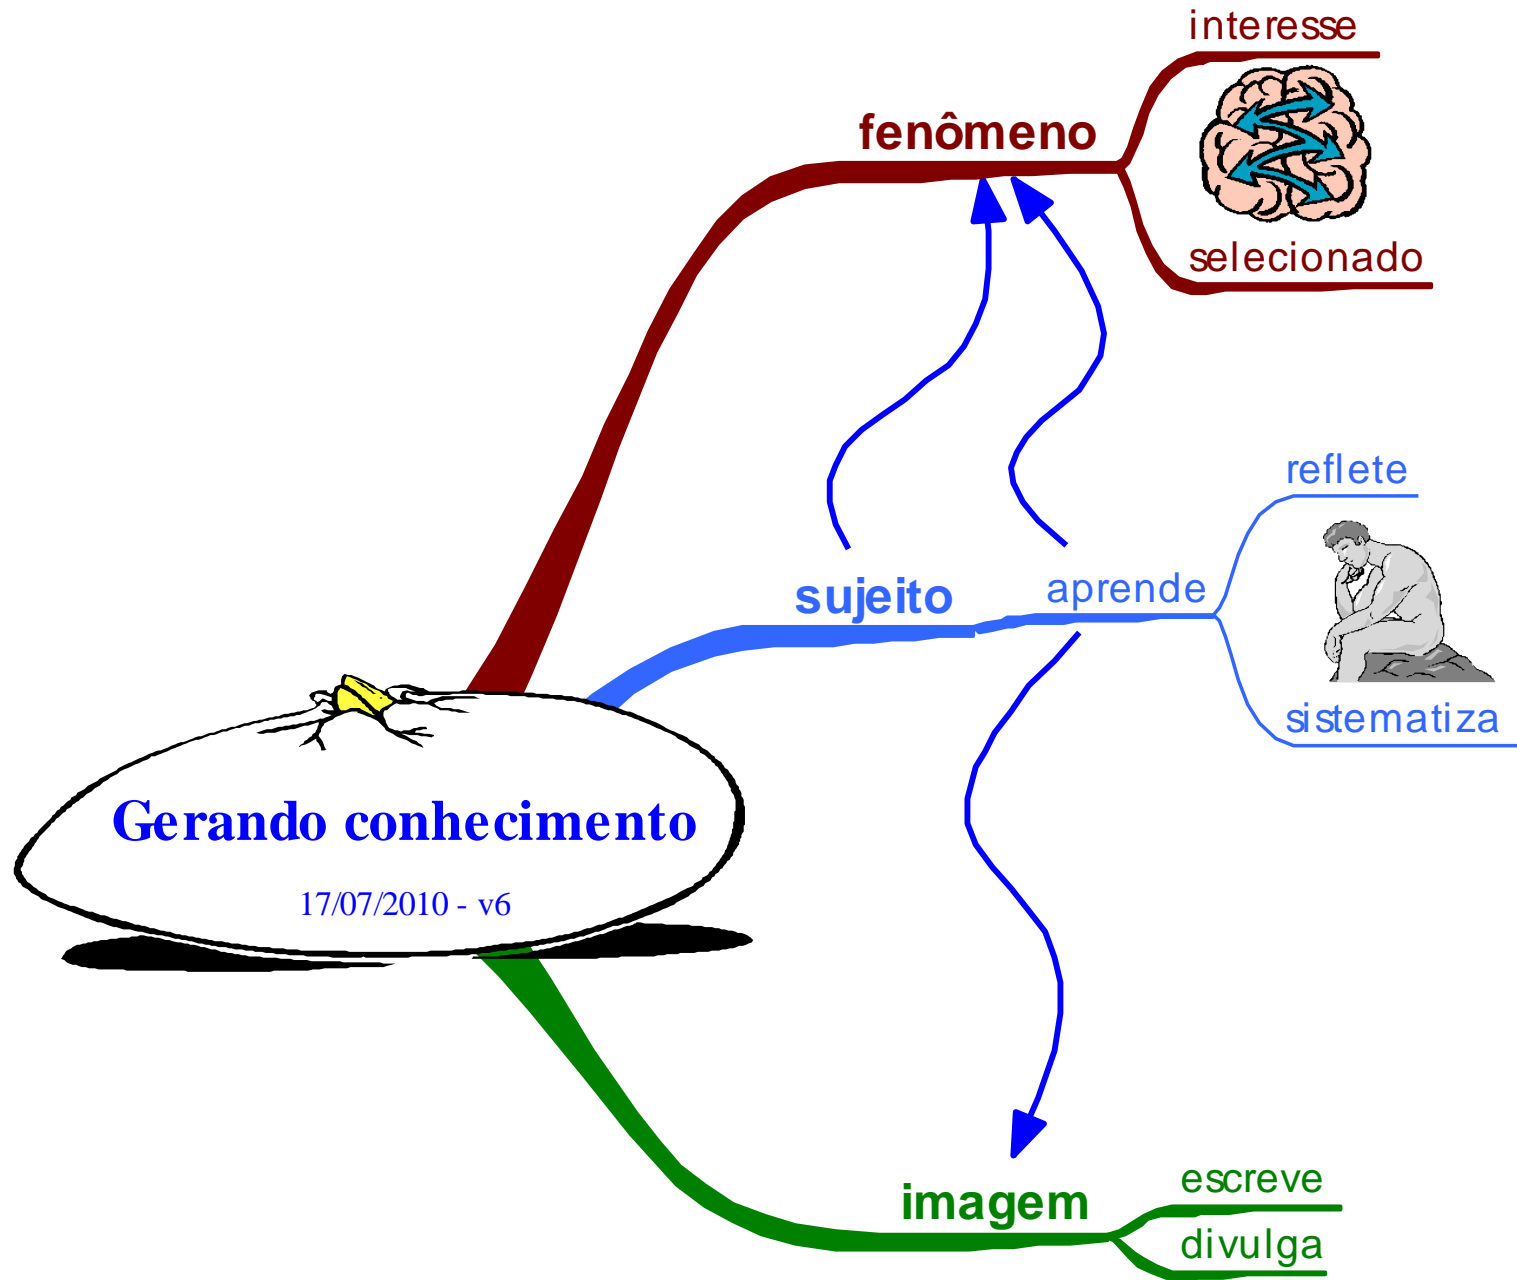 interesse
fenômeno
selecionado
reflete
sujeito
aprende
sistematiza
Gerando conhecimento
17/07/2010 - v6
imagem
escreve
divulga